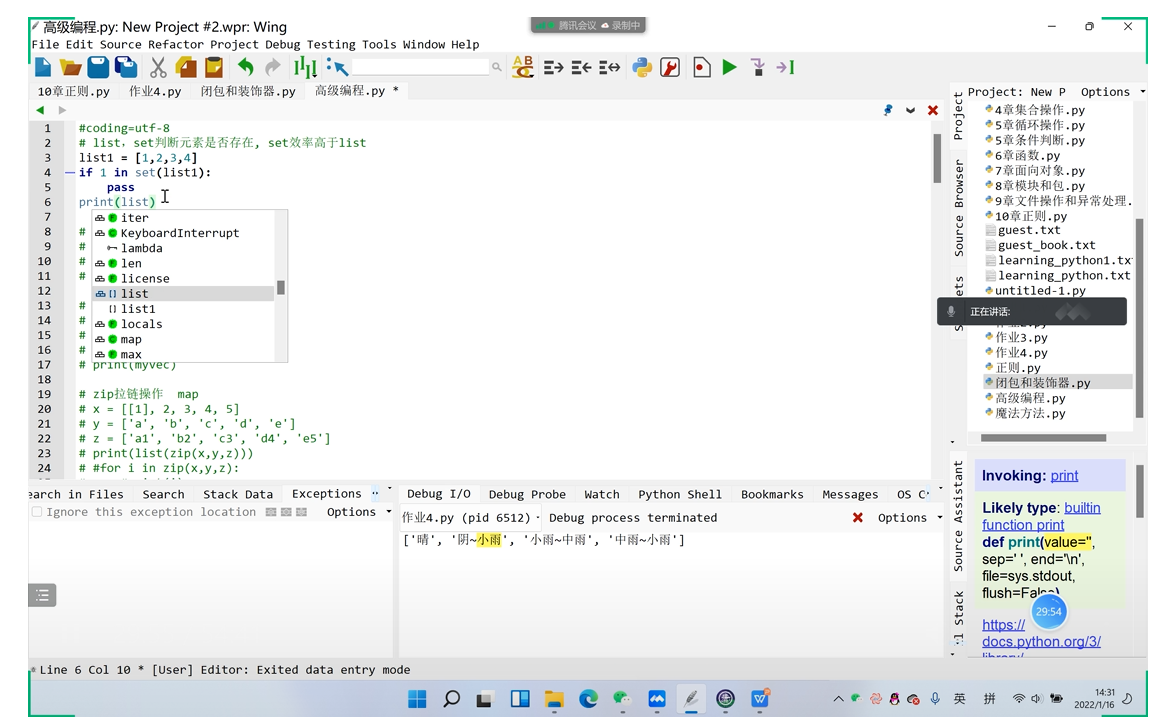 高级编程.py: New Project #2.wpr: Wing
腾讯会议 录制中
File Edit Source Refactor Project Debug Testing Tools Window Help
10章正则.py 作业4.py 闭包和装饰器.py 高级编程.py *
1 #coding=utf-8
2 # list，set判断元素是否存在, set效率高于list
3 list1 = [1,2,3,4]
4 if 1 in set(list1):
5 pass
6 print(list)
7
8 #
9 #
10 #
11 #
12
13 #
14 #
15 #
16 #
17 # print(myvec)
18
19 # zip拉链操作 map
20 # x = [[1], 2, 3, 4, 5]
21 # y = ['a', 'b', 'c', 'd', 'e']
22 # z = ['a1', 'b2', 'c3', 'd4', 'e5']
23 # print(list(zip(x,y,z)))
24 # #for i in zip(x,y,z):
iter
KeyboardInterrupt
lambda
len
license
list
list1
locals
map
max
Project
Source Browser
Project: New P Options
4章集合操作.py
5章循环操作.py
5章条件判断.py
6章函数.py
7章面向对象.py
8章模块和包.py
9章文件操作和异常处理.
10章正则.py
guest.txt
guest_book.txt
learning_python1.tx
learning_python.txt
untitled-1.py
正在讲话:
作业3.py
作业4.py
正则.py
闭包和装饰器.py
高级编程.py
魔法方法.py
earch in Files Search Stack Data Exceptions
Ignore this exception location Options
Debug I/O Debug Probe Watch Python Shell Bookmarks Messages OS C
作业4.py (pid 6512) Debug process terminated Options
['晴', '阴~小雨', '小雨~中雨', '中雨~小雨']
Source Assistant
Stack
Invoking: print
Likely type: builtin
function print
def print(value='',
sep=' ', end='\n',
file=sys.stdout,
flush=False)
29:54
https://
docs.python.org/3/
library/
Line 6 Col 10 * [User] Editor: Exited data entry mode
英 拼
14:31
2022/1/16